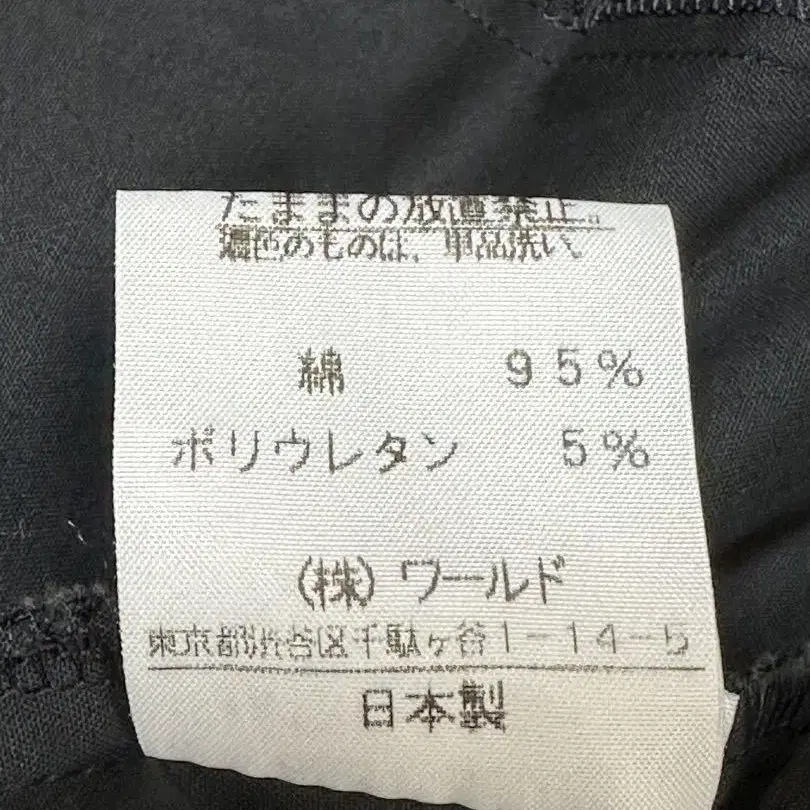 たままの放置禁止。
濃色のものは、単品洗い。
綿 95%
ポリウレタン 5%
(株)ワールド
東京都渋谷区千駄ヶ谷1-14-5
日本製